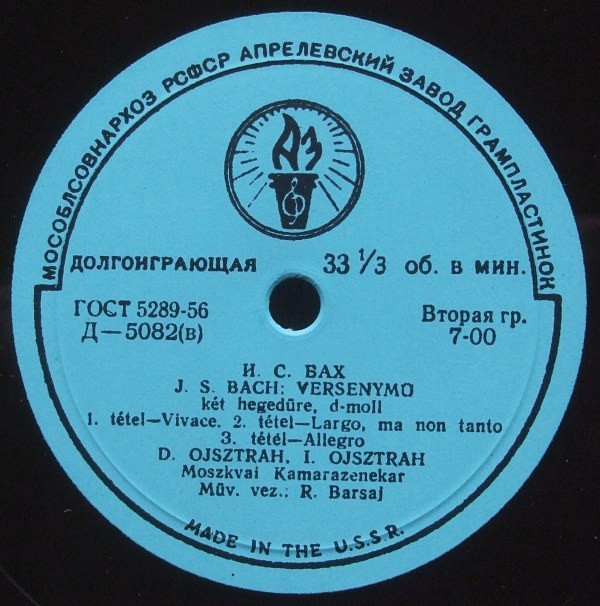 МОСОБЛСОВНАРХОЗ РСФСР АПРЕЛЕВСКИЙ ЗАВОД ГРАМПЛАСТИНОК
АЗ
ДОЛГОИГРАЮЩАЯ 33 1/3 об. в мин.
ГОСТ 5289-56 Вторая гр.
Д—5082(в) 7-00
И. С. БАХ
J. S. BACH: VERSENYMŰ
két hegedűre, d-moll
1. tétel—Vivace. 2. tétel—Largo, ma non tanto
3. tétel—Allegro
D. OJSZTRAH, I. OJSZTRAH
Moszkvai Kamarazenekar
Müv. vez.: R. Barsaj
MADE IN THE U.S.S.R.